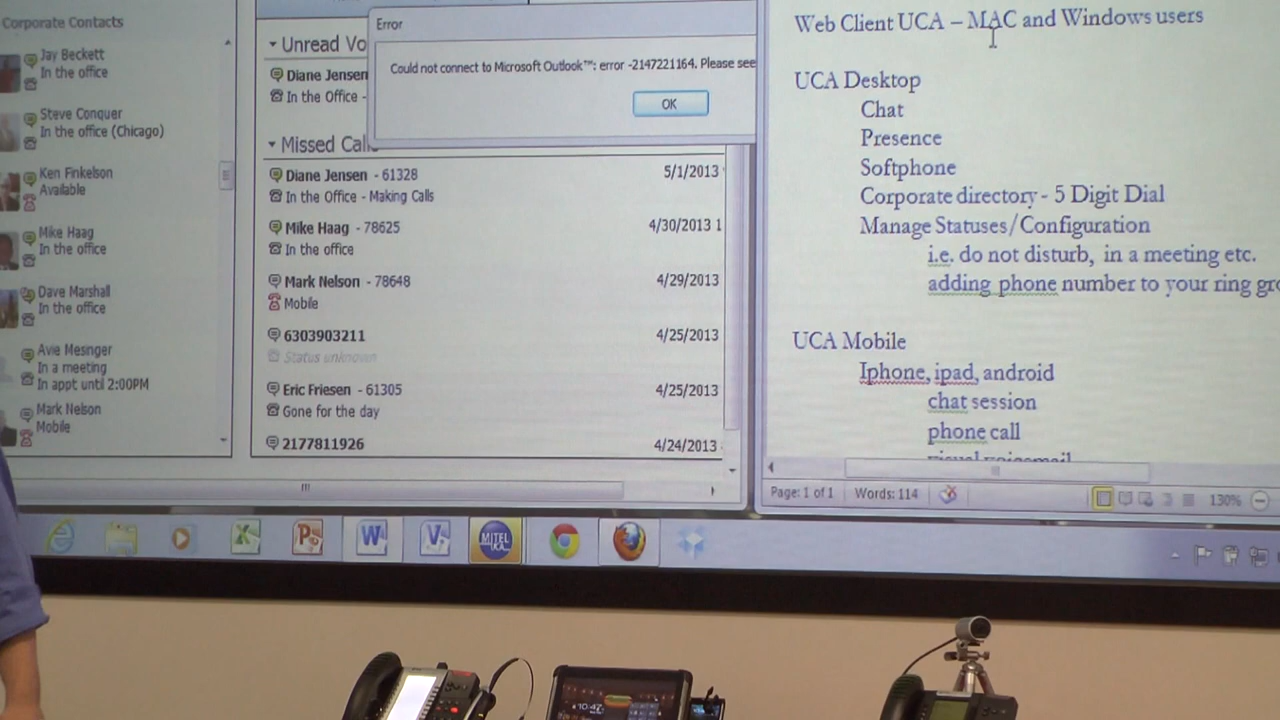 Corporate Contacts
Jay Beckett
In the office
Steve Conquer
In the office (Chicago)
Ken Finkelson
Available
Mike Haag
In the office
Dave Marshall
In the office
Avie Mesinger
In a meeting
In appt until 2:00PM
Mark Nelson
Mobile
Unread Vo
Diane Jensen
In the Office -
Missed Calls
Diane Jensen - 61328 5/1/2013
In the Office - Making Calls
Mike Haag - 78625 4/30/2013 1
In the office
Mark Nelson - 78648 4/29/2013
Mobile
6303903211 4/25/2013
Status unknown
Eric Friesen - 61305 4/25/2013
Gone for the day
2177811926 4/24/2013
Error
Could not connect to Microsoft Outlook™: error -2147221164. Please see
OK
Web Client UCA – MAC and Windows users
UCA Desktop
Chat
Presence
Softphone
Corporate directory - 5 Digit Dial
Manage Statuses/Configuration
i.e. do not disturb, in a meeting etc.
adding phone number to your ring gro
UCA Mobile
Iphone, ipad, android
chat session
phone call
visual voicemail
Page: 1 of 1 Words: 114 130%
MITEL
UCA
10:42